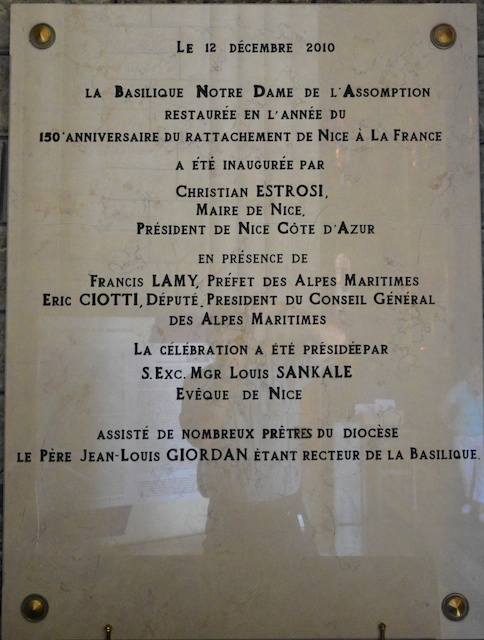 Le 12 décembre 2010
la Basilique Notre Dame de l'Assomption
restaurée en l'année du
150e anniversaire du rattachement de Nice à La France
a été inaugurée par
Christian ESTROSI,
Maire de Nice,
Président de Nice Côte d'Azur
en présence de
Francis LAMY, Préfet des Alpes Maritimes
Eric CIOTTI, Député, President du Conseil Général
des Alpes Maritimes
La célébration a été présidéepar
S.Exc. Mgr Louis SANKALE
Evêque de Nice
assisté de nombreux prêtres du diocèse
le Père Jean-Louis GIORDAN étant recteur de la Basilique.